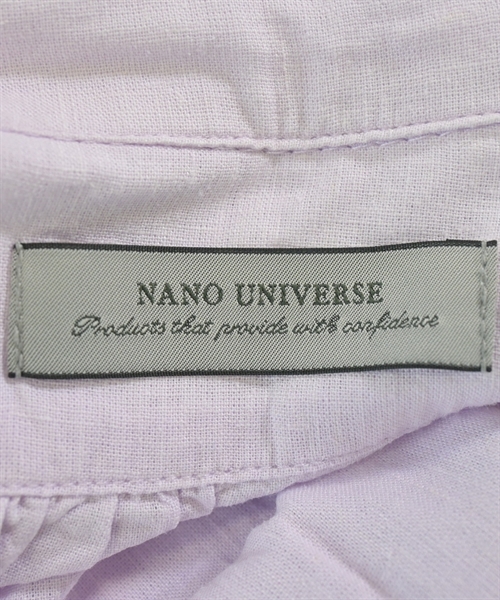 NANO UNIVERSE
Products that provide with confidence